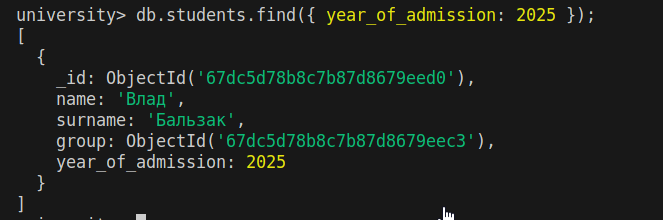 university> db.students.find({ year_of_admission: 2025 });
[
  {
    _id: ObjectId('67dc5d78b8c7b87d8679eed0'),
    name: 'Влад',
    surname: 'Бальзак',
    group: ObjectId('67dc5d78b8c7b87d8679eec3'),
    year_of_admission: 2025
  }
]